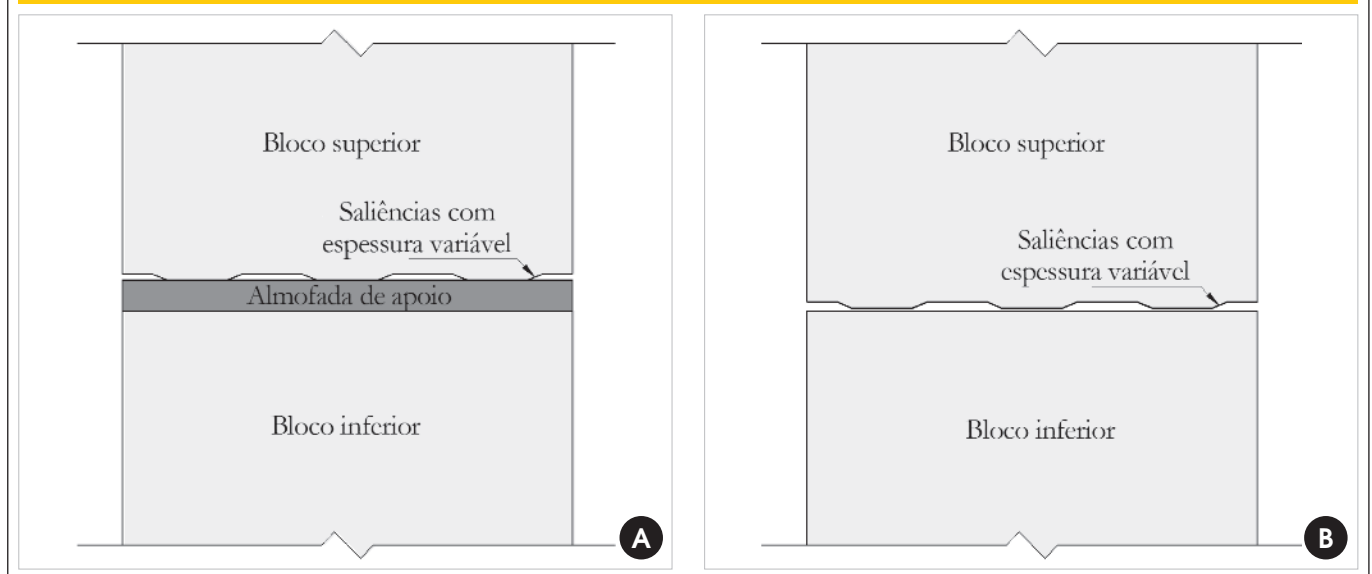 Bloco superior
Saliências com
espessura variável
Almofada de apoio
Bloco inferior
A
Bloco superior
Saliências com
espessura variável
Bloco inferior
B